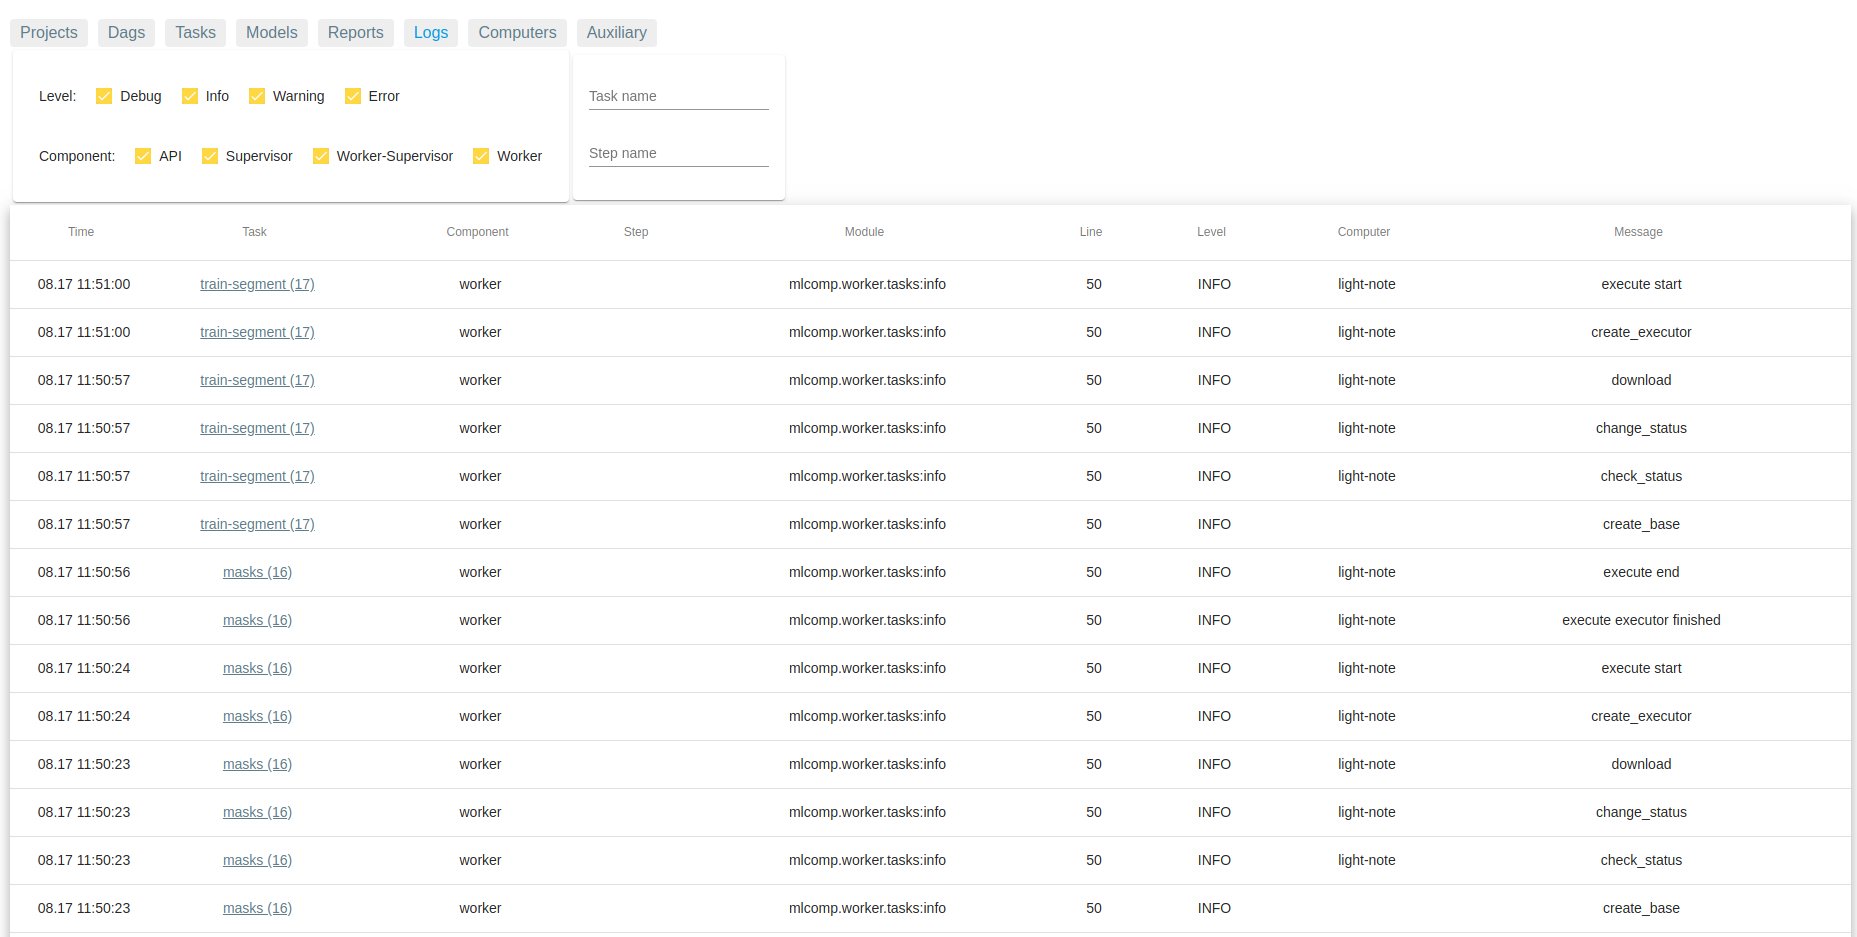 Projects Dags Tasks Models Reports Logs Computers Auxiliary
Level: Debug Info Warning Error
Task name
Component: API Supervisor Worker-Supervisor Worker
Step name
Time Task Component Step Module Line Level Computer Message
08.17 11:51:00 train-segment (17) worker mlcomp.worker.tasks:info 50 INFO light-note execute start
08.17 11:51:00 train-segment (17) worker mlcomp.worker.tasks:info 50 INFO light-note create_executor
08.17 11:50:57 train-segment (17) worker mlcomp.worker.tasks:info 50 INFO light-note download
08.17 11:50:57 train-segment (17) worker mlcomp.worker.tasks:info 50 INFO light-note change_status
08.17 11:50:57 train-segment (17) worker mlcomp.worker.tasks:info 50 INFO light-note check_status
08.17 11:50:57 train-segment (17) worker mlcomp.worker.tasks:info 50 INFO create_base
08.17 11:50:56 masks (16) worker mlcomp.worker.tasks:info 50 INFO light-note execute end
08.17 11:50:56 masks (16) worker mlcomp.worker.tasks:info 50 INFO light-note execute executor finished
08.17 11:50:24 masks (16) worker mlcomp.worker.tasks:info 50 INFO light-note execute start
08.17 11:50:24 masks (16) worker mlcomp.worker.tasks:info 50 INFO light-note create_executor
08.17 11:50:23 masks (16) worker mlcomp.worker.tasks:info 50 INFO light-note download
08.17 11:50:23 masks (16) worker mlcomp.worker.tasks:info 50 INFO light-note change_status
08.17 11:50:23 masks (16) worker mlcomp.worker.tasks:info 50 INFO light-note check_status
08.17 11:50:23 masks (16) worker mlcomp.worker.tasks:info 50 INFO create_base